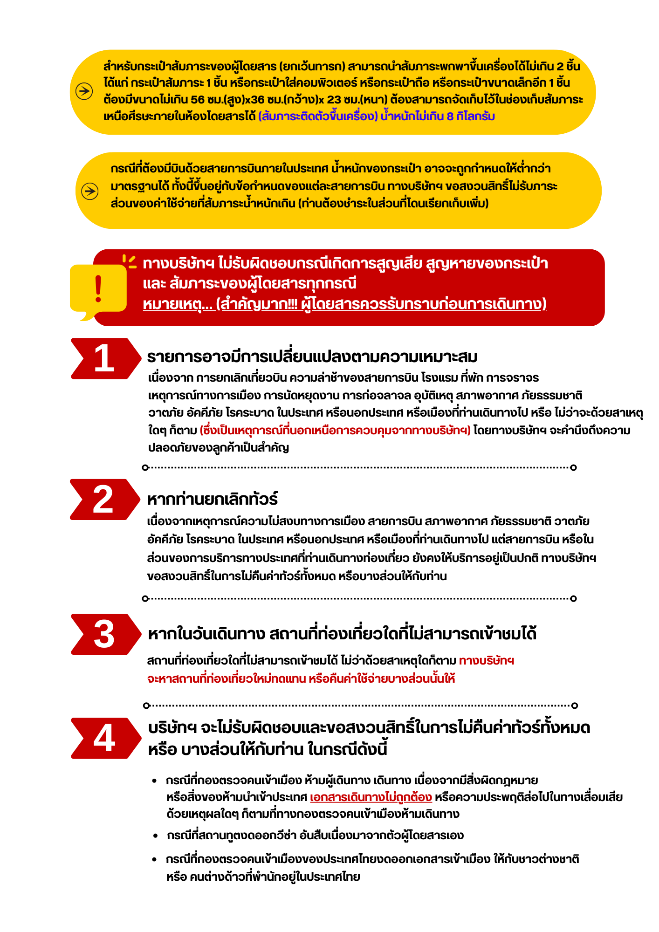 สำหรับกระเป๋าสัมภาระของผู้โดยสาร (ยกเว้นทารก) สามารถนำสัมภาระพกพาขึ้นเครื่องได้ไม่เกิน 2 ชิ้น
ได้แก่ กระเป๋าสัมภาระ 1 ชิ้น หรือกระเป๋าใส่คอมพิวเตอร์ หรือกระเป๋าถือ หรือกระเป๋าขนาดเล็กอีก 1 ชิ้น
ต้องมีขนาดไม่เกิน 56 ซม.(สูง)x36 ซม.(กว้าง)x 23 ซม.(หนา) ต้องสามารถจัดเก็บไว้ในช่องเก็บสัมภาระ
เหนือศีรษะภายในห้องโดยสารได้ (สัมภาระติดตัวขึ้นเครื่อง) น้ำหนักไม่เกิน 8 กิโลกรัม
กรณีที่ต้องมีบินด้วยสายการบินภายในประเทศ น้ำหนักของกระเป๋า อาจจะถูกกำหนดให้ต่ำกว่า
มาตรฐานได้ ทั้งนี้ขึ้นอยู่กับข้อกำหนดของแต่ละสายการบิน ทางบริษัทฯ ขอสงวนสิทธิ์ไม่รับภาระ
ส่วนของค่าใช้จ่ายที่สัมภาระน้ำหนักเกิน (ท่านต้องชำระในส่วนที่โดนเรียกเก็บเพิ่ม)
ทางบริษัทฯ ไม่รับผิดชอบกรณีเกิดการสูญเสีย สูญหายของกระเป๋า
และ สัมภาระของผู้โดยสารทุกกรณี
หมายเหตุ... (สำคัญมาก!!! ผู้โดยสารควรรับทราบก่อนการเดินทาง)
!
1
รายการอาจมีการเปลี่ยนแปลงตามความเหมาะสม
เนื่องจาก การยกเลิกเที่ยวบิน ความล่าช้าของสายการบิน โรงแรม ที่พัก การจราจร
เหตุการณ์ทางการเมือง การนัดหยุดงาน การก่อจลาจล อุบัติเหตุ สภาพอากาศ ภัยธรรมชาติ
วาตภัย อัคคีภัย โรคระบาด ในประเทศ หรือนอกประเทศ หรือเมืองที่ท่านเดินทางไป หรือ ไม่ว่าจะด้วยสาเหตุ
ใดๆ ก็ตาม (ซึ่งเป็นเหตุการณ์ที่นอกเหนือการควบคุมจากทางบริษัทฯ) โดยทางบริษัทฯ จะคำนึงถึงความ
ปลอดภัยของลูกค้าเป็นสำคัญ
2
หากท่านยกเลิกทัวร์
เนื่องจากเหตุการณ์ความไม่สงบทางการเมือง สายการบิน สภาพอากาศ ภัยธรรมชาติ วาตภัย
อัคคีภัย โรคระบาด ในประเทศ หรือนอกประเทศ หรือเมืองที่ท่านเดินทางไป แต่สายการบิน หรือใน
ส่วนของการบริการทางประเทศที่ท่านเดินทางท่องเที่ยว ยังคงให้บริการอยู่เป็นปกติ ทางบริษัทฯ
ขอสงวนสิทธิ์ในการไม่คืนค่าทัวร์ทั้งหมด หรือบางส่วนให้กับท่าน
3
หากในวันเดินทาง สถานที่ท่องเที่ยวใดที่ไม่สามารถเข้าชมได้
สถานที่ท่องเที่ยวใดที่ไม่สามารถเข้าชมได้ ไม่ว่าด้วยสาเหตุใดก็ตาม ทางบริษัทฯ
จะหาสถานที่ท่องเที่ยวใหม่ทดแทน หรือคืนค่าใช้จ่ายบางส่วนนั้นให้
4
บริษัทฯ จะไม่รับผิดชอบและขอสงวนสิทธิ์ในการไม่คืนค่าทัวร์ทั้งหมด
หรือ บางส่วนให้กับท่าน ในกรณีดังนี้
• กรณีที่กองตรวจคนเข้าเมือง ห้ามผู้เดินทาง เดินทาง เนื่องจากมีสิ่งผิดกฎหมาย
หรือสิ่งของห้ามนำเข้าประเทศ เอกสารเดินทางไม่ถูกต้อง หรือความประพฤติส่อไปในทางเสื่อมเสีย
ด้วยเหตุผลใดๆ ก็ตามที่ทางกองตรวจคนเข้าเมืองห้ามเดินทาง
• กรณีที่สถานทูตงดออกวีซ่า อันสืบเนื่องมาจากตัวผู้โดยสารเอง
• กรณีที่กองตรวจคนเข้าเมืองของประเทศไทยงดออกเอกสารเข้าเมือง ให้กับชาวต่างชาติ
หรือ คนต่างด้าวที่พำนักอยู่ในประเทศไทย